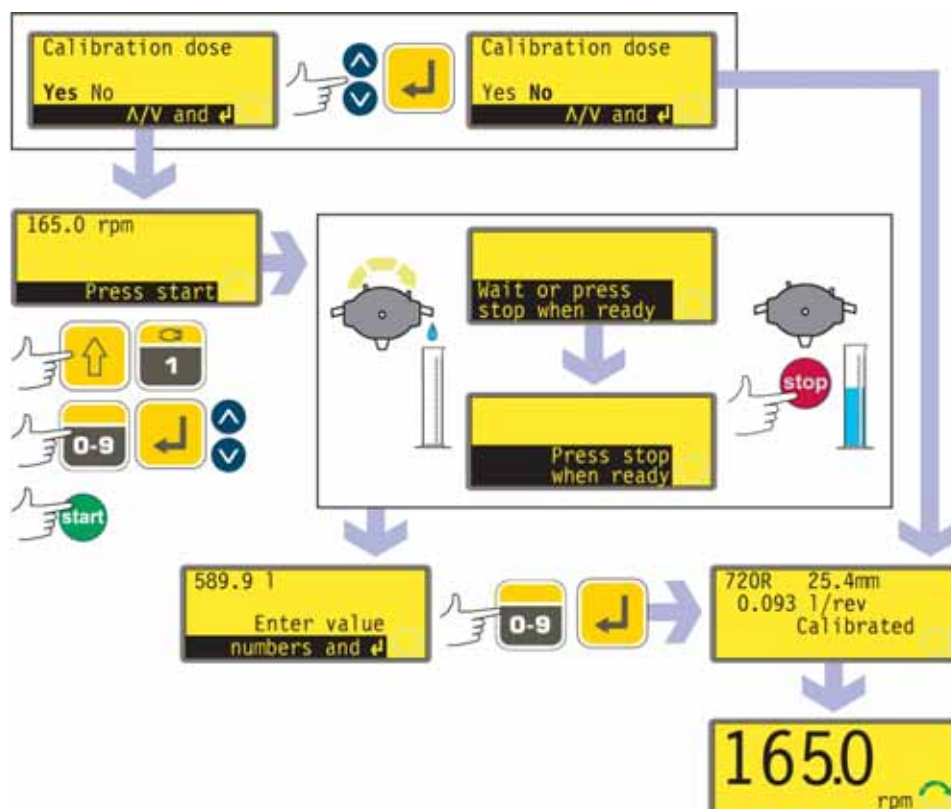 Calibration dose
Yes No
Λ/V and ↲
Calibration dose
Yes No
Λ/V and ↲
165.0 rpm
Press start
1
0-9
start
Wait or press
stop when ready
Press stop
when ready
stop
589.9 l
Enter value
numbers and ↲
0-9
720R 25.4mm
0.093 l/rev
Calibrated
165.0
rpm